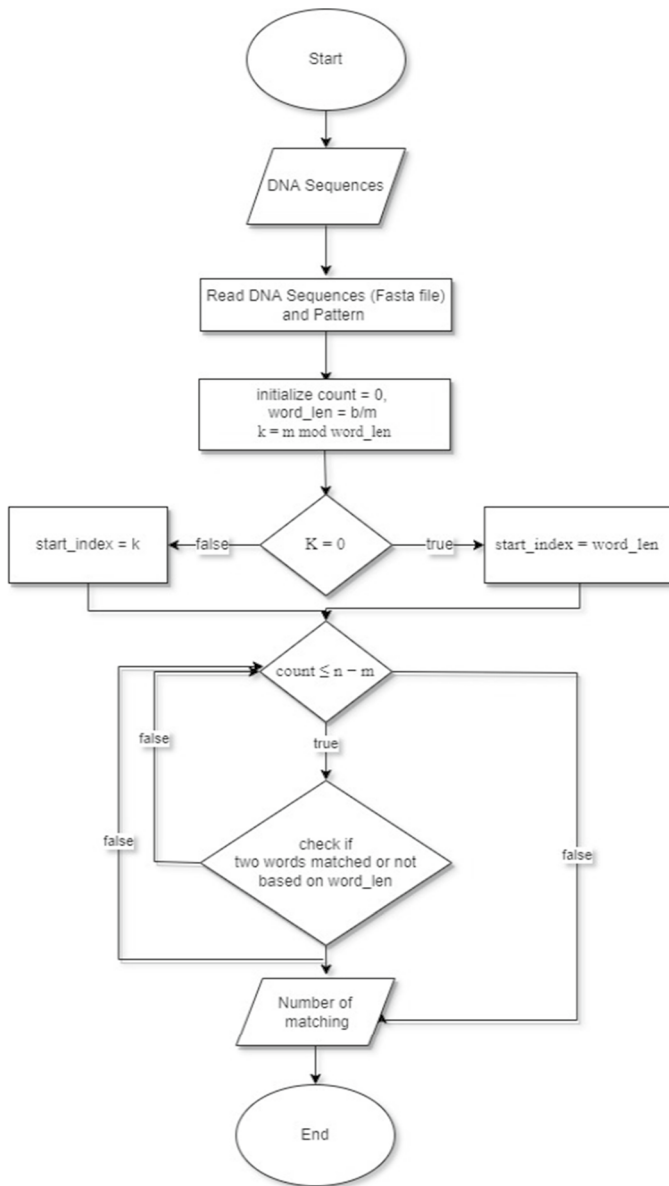 Start
DNA Sequences
Read DNA Sequences (Fasta file)
and Pattern
initialize count = 0,
word_len = b/m
k = m mod word_len
start_index = k
false
K = 0
true
start_index = word_len
count ≤ n − m
false
true
false
false
check if
two words matched or not
based on word_len
Number of
matching
End